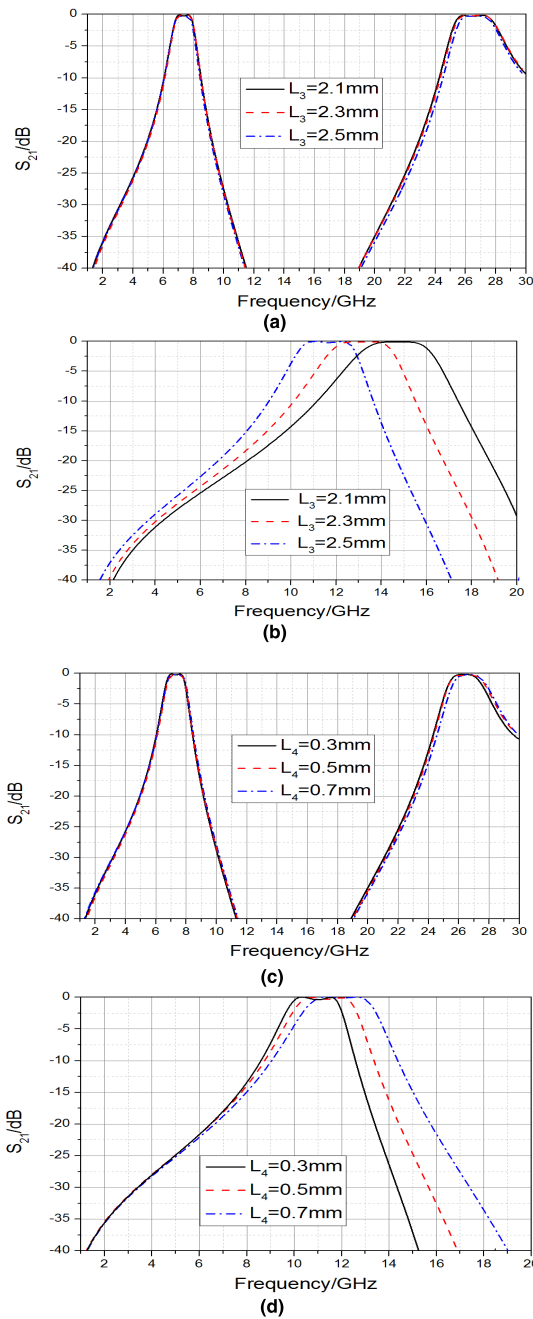 0
-5
-10
-15
-20
-25
-30
-35
-40
S21/dB
L3=2.1mm
L3=2.3mm
L3=2.5mm
2 4 6 8 10 12 14 16 18 20 22 24 26 28 30
Frequency/GHz
(a)
0
-5
-10
-15
-20
-25
-30
-35
-40
S21/dB
L3=2.1mm
L3=2.3mm
L3=2.5mm
2 4 6 8 10 12 14 16 18 20
Frequency/GHz
(b)
0
-5
-10
-15
-20
-25
-30
-35
-40
S21/dB
L4=0.3mm
L4=0.5mm
L4=0.7mm
2 4 6 8 10 12 14 16 18 20 22 24 26 28 30
Frequency/GHz
(c)
0
-5
-10
-15
-20
-25
-30
-35
-40
S21/dB
L4=0.3mm
L4=0.5mm
L4=0.7mm
2 4 6 8 10 12 14 16 18 20
Frequency/GHz
(d)